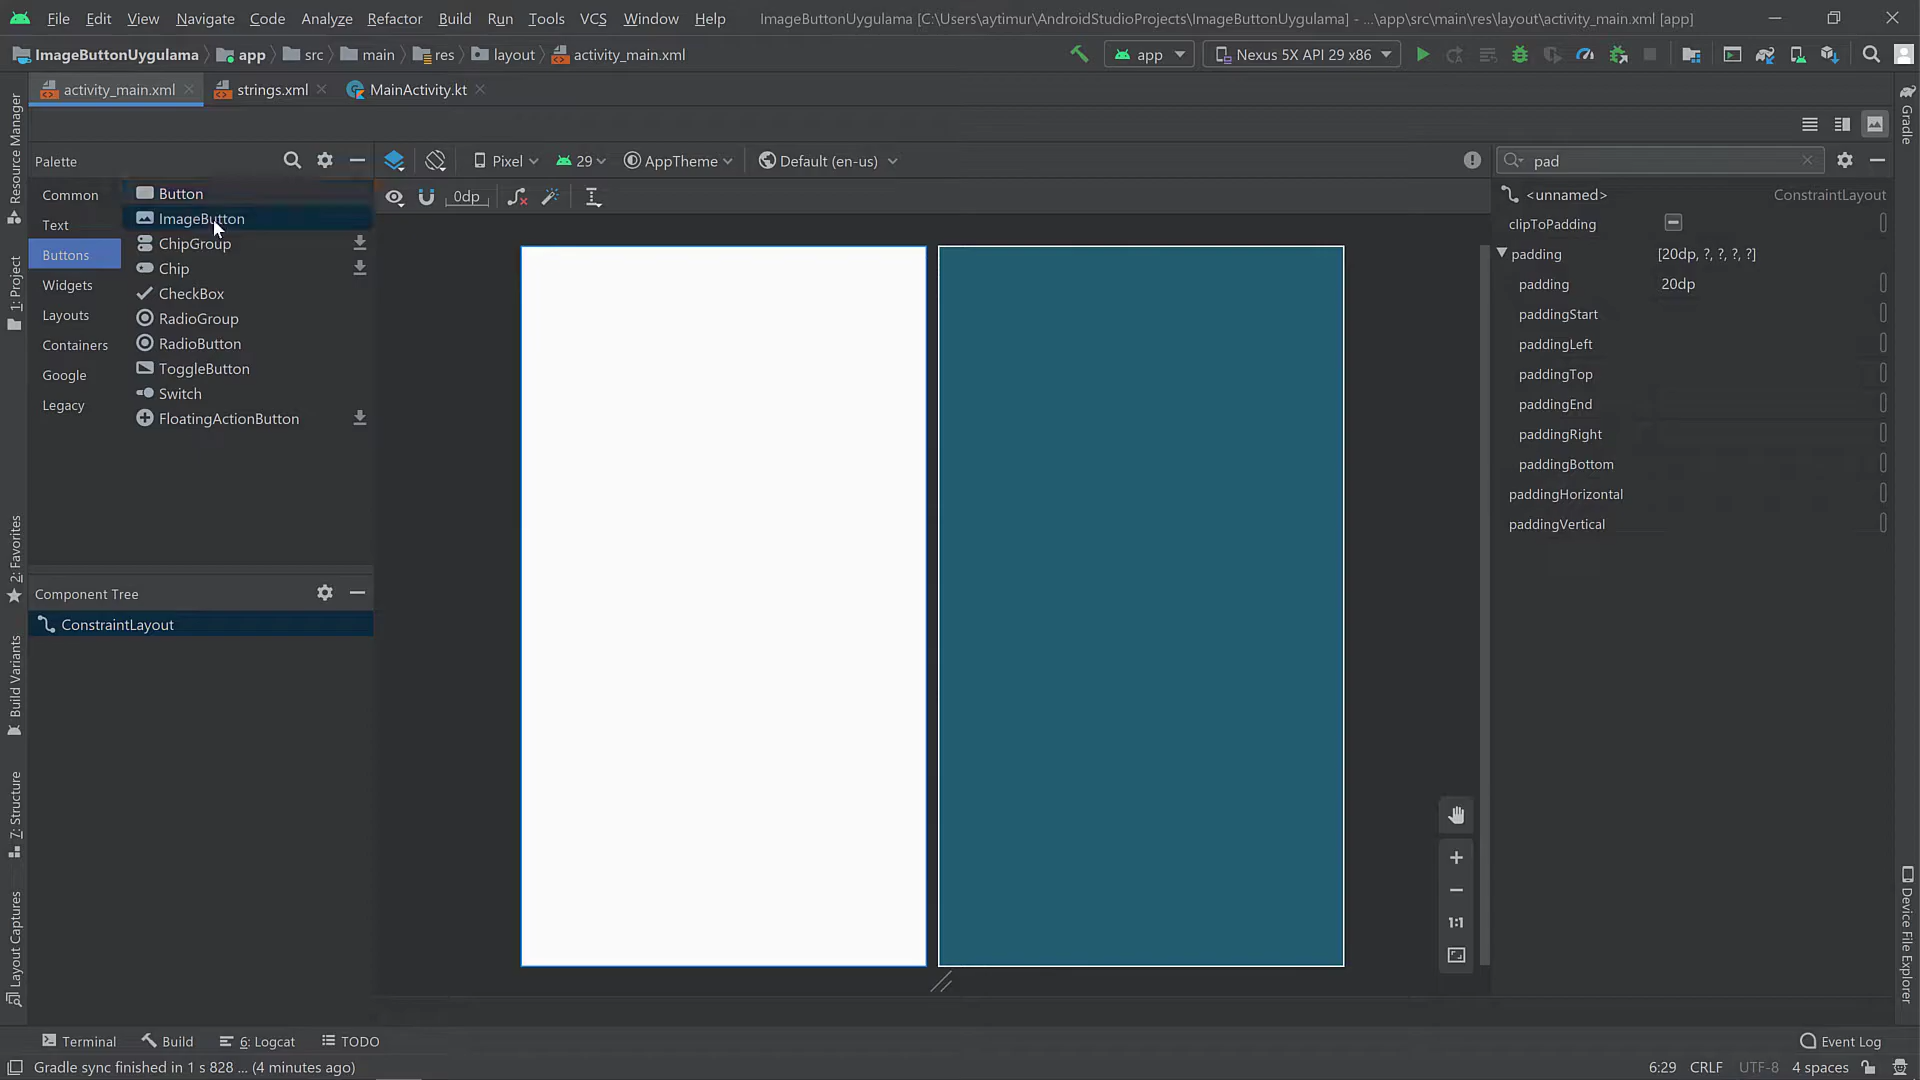 File Edit View Navigate Code Analyze Refactor Build Run Tools VCS Window Help ImageButtonUygulama [C:\Users\aytimur\AndroidStudioProjects\ImageButtonUygulama] - ...\app\src\main\res\layout\activity_main.xml [app]
ImageButtonUygulama app src main res layout activity_main.xml app Nexus 5X API 29 x86
activity_main.xml strings.xml MainActivity.kt
Palette Pixel 29 AppTheme Default (en-us) pad
0dp
Common
Text
Buttons
Widgets
Layouts
Containers
Google
Legacy
Button
ImageButton
ChipGroup
Chip
CheckBox
RadioGroup
RadioButton
ToggleButton
Switch
FloatingActionButton
Component Tree
ConstraintLayout
<unnamed> ConstraintLayout
clipToPadding
padding [20dp, ?, ?, ?, ?]
padding 20dp
paddingStart
paddingLeft
paddingTop
paddingEnd
paddingRight
paddingBottom
paddingHorizontal
paddingVertical
1:1
Resource Manager
1: Project
2: Favorites
Build Variants
7: Structure
Layout Captures
Gradle
Device File Explorer
Terminal Build 6: Logcat TODO Event Log
Gradle sync finished in 1 s 828 ... (4 minutes ago) 6:29 CRLF UTF-8 4 spaces